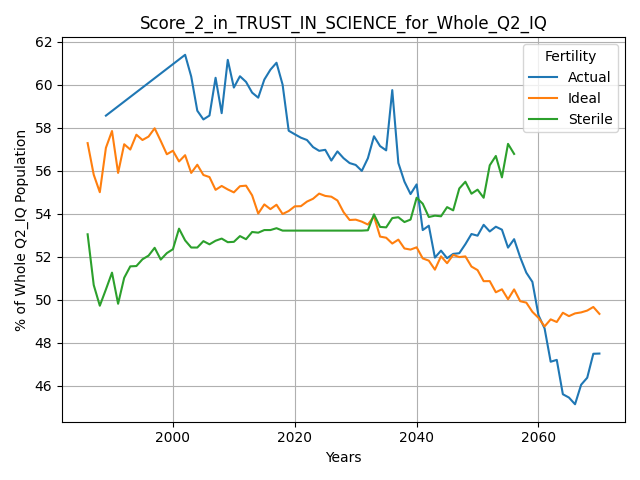 Score_2_in_TRUST_IN_SCIENCE_for_Whole_Q2_IQ
% of Whole Q2_IQ Population
62
60
58
56
54
52
50
48
46
Fertility
Actual
Ideal
Sterile
2000
2020
2040
2060
Years